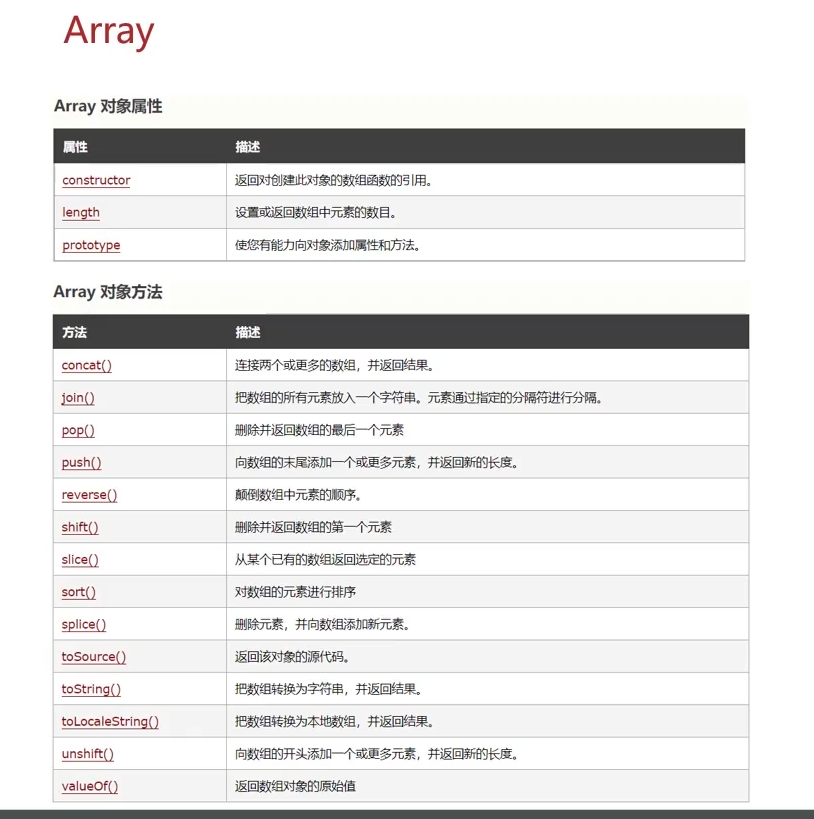 Array
Array 对象属性
属性 描述
constructor 返回对创建此对象的数组函数的引用。
length 设置或返回数组中元素的数目。
prototype 使您有能力向对象添加属性和方法。
Array 对象方法
方法 描述
concat() 连接两个或更多的数组，并返回结果。
join() 把数组的所有元素放入一个字符串。元素通过指定的分隔符进行分隔。
pop() 删除并返回数组的最后一个元素
push() 向数组的末尾添加一个或更多元素，并返回新的长度。
reverse() 颠倒数组中元素的顺序。
shift() 删除并返回数组的第一个元素
slice() 从某个已有的数组返回选定的元素
sort() 对数组的元素进行排序
splice() 删除元素，并向数组添加新元素。
toSource() 返回该对象的源代码。
toString() 把数组转换为字符串，并返回结果。
toLocaleString() 把数组转换为本地数组，并返回结果。
unshift() 向数组的开头添加一个或更多元素，并返回新的长度。
valueOf() 返回数组对象的原始值